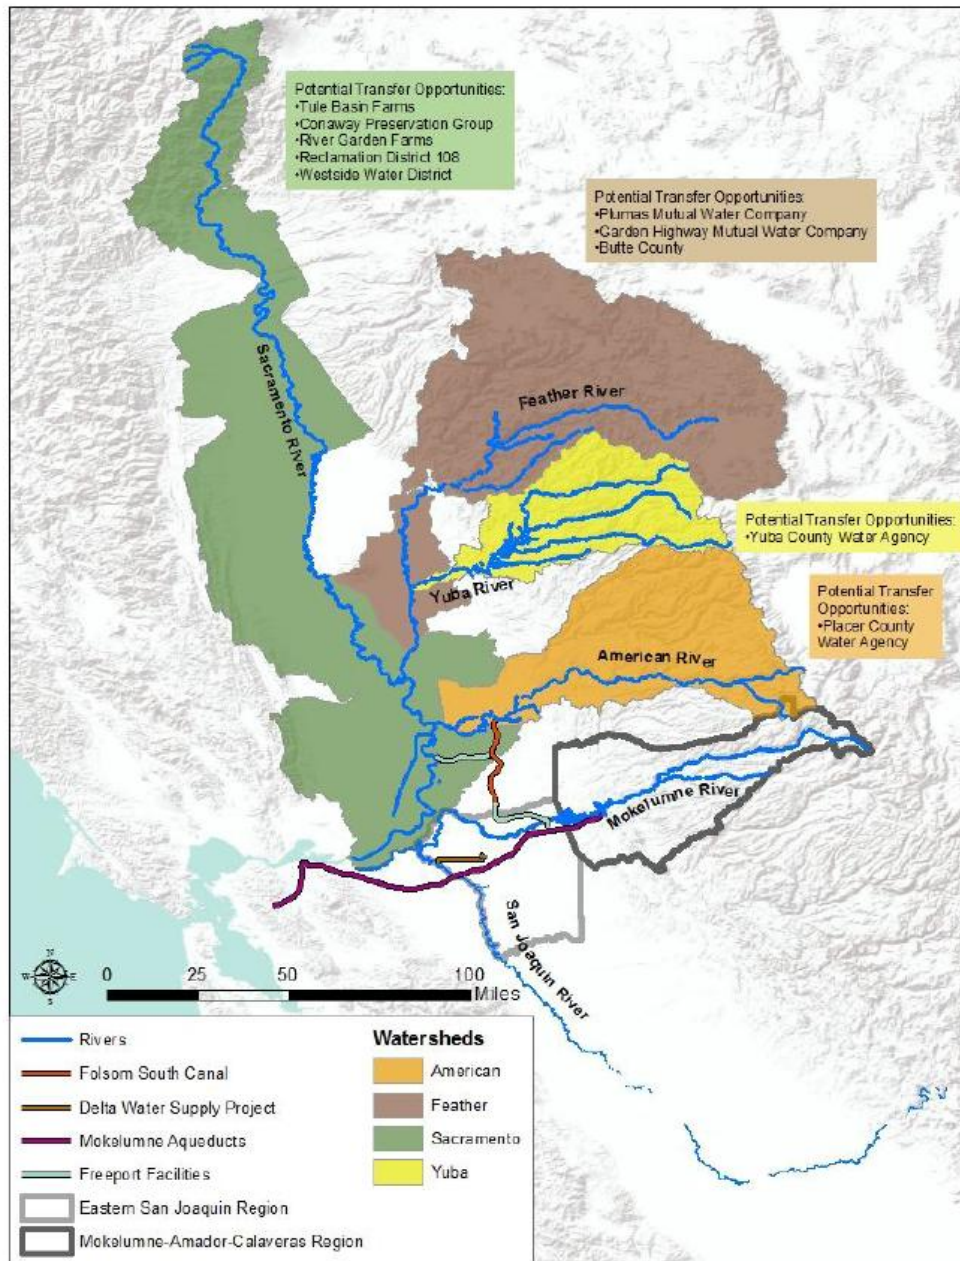 Potential Transfer Opportunities:
•Tule Basin Farms
•Conaway Preservation Group
•River Garden Farms
•Reclamation District 108
•Westside Water District
Potential Transfer Opportunities:
•Plumas Mutual Water Company
•Garden Highway Mutual Water Company
•Butte County
Sacramento River
Feather River
Potential Transfer Opportunities:
•Yuba County Water Agency
Yuba River
Potential Transfer
Opportunities:
•Placer County
Water Agency
American River
Mokelumne River
San Joaquin River
N
W
E
S
0 25 50 100
Miles
Rivers
Folsom South Canal
Delta Water Supply Project
Mokelumne Aqueducts
Freeport Facilities
Eastern San Joaquin Region
Mokelumne-Amador-Calaveras Region
Watersheds
American
Feather
Sacramento
Yuba